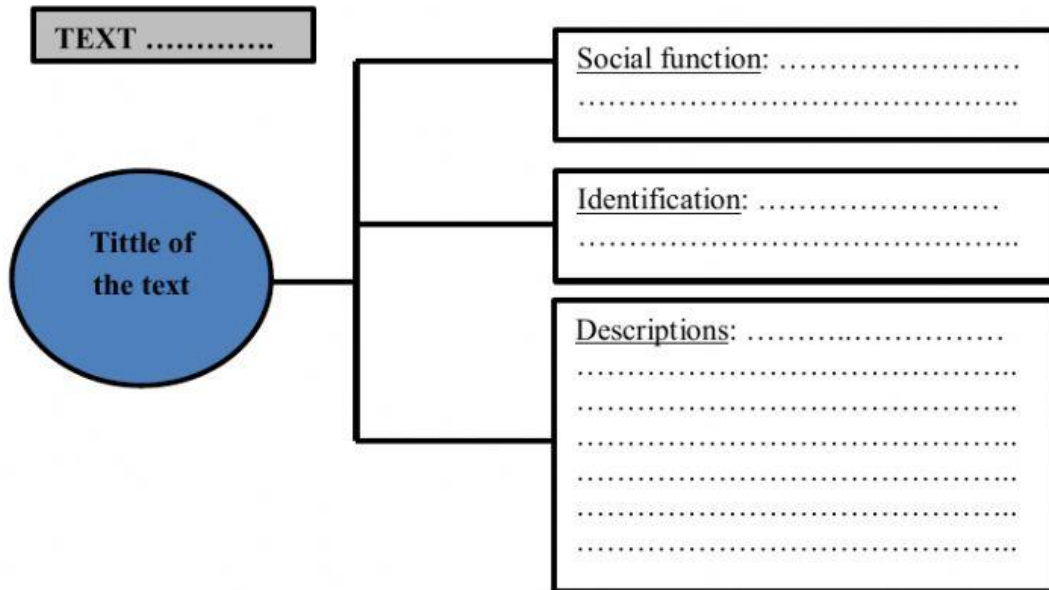 TEXT .............
Tittle of
the text
Social function: ........................
............................................
Identification: ........................
............................................
Descriptions: ..........................
............................................
............................................
............................................
............................................
............................................
............................................